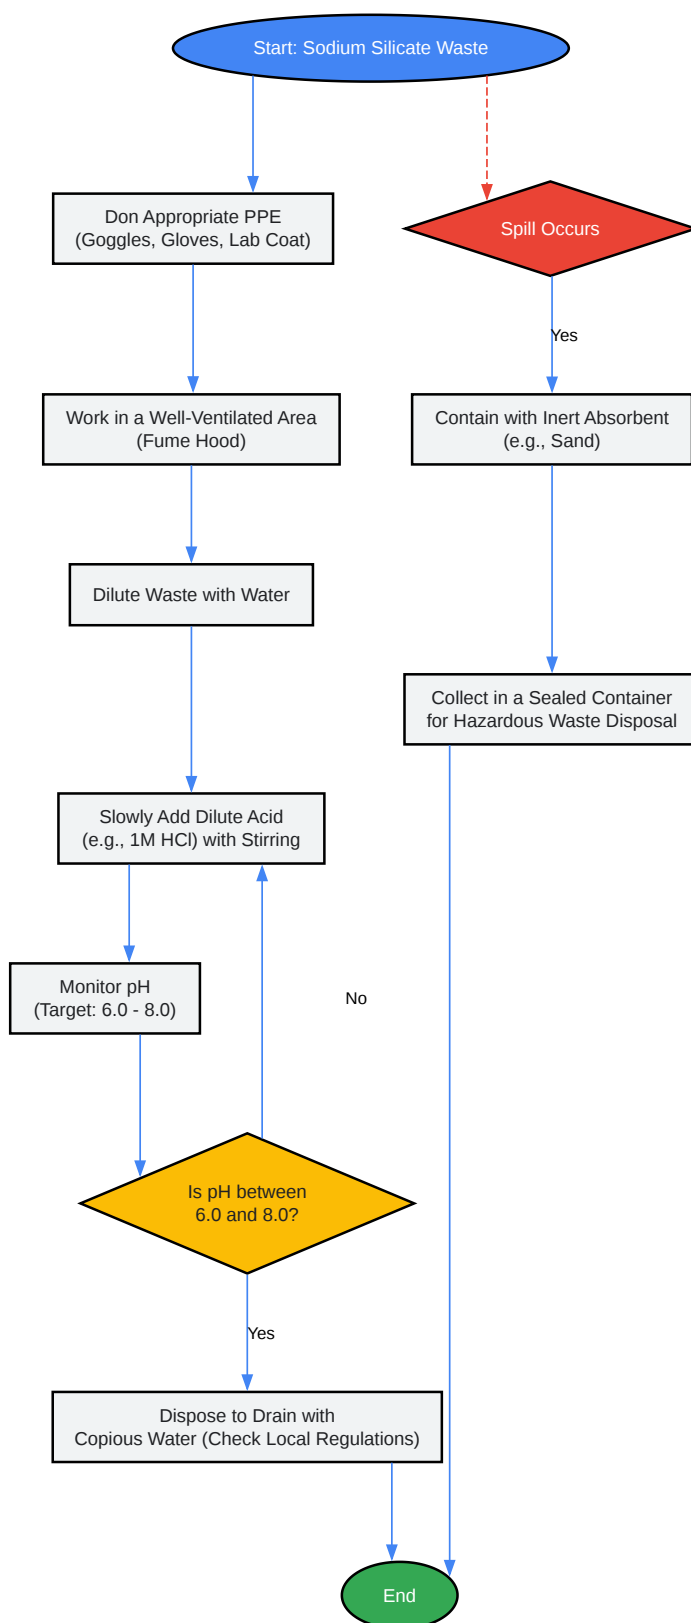 Start: Sodium Silicate Waste
Don Appropriate PPE
(Goggles, Gloves, Lab Coat)
Spill Occurs
Yes
Work in a Well-Ventilated Area
(Fume Hood)
Contain with Inert Absorbent
(e.g., Sand)
Dilute Waste with Water
Collect in a Sealed Container
for Hazardous Waste Disposal
Slowly Add Dilute Acid
(e.g., 1M HCl) with Stirring
Monitor pH
(Target: 6.0 - 8.0)
No
Is pH between
6.0 and 8.0?
Yes
Dispose to Drain with
Copious Water (Check Local Regulations)
End